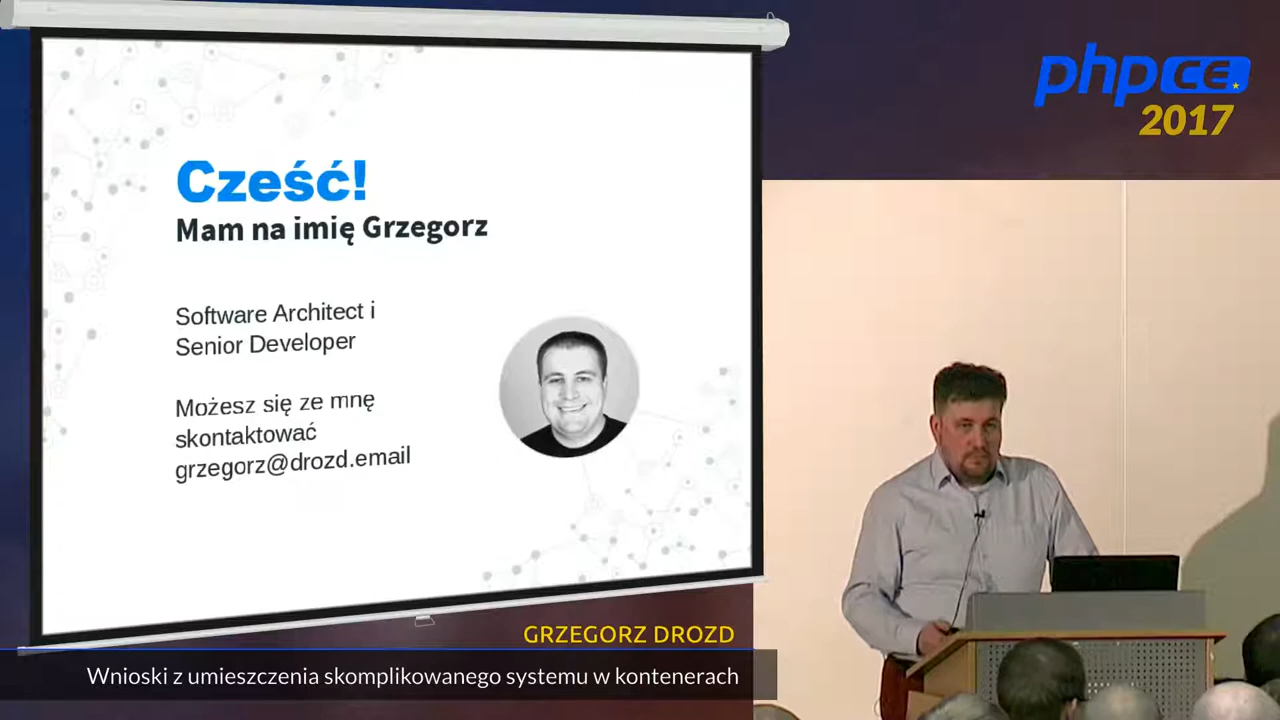 Cześć!
Mam na imię Grzegorz
Software Architect i
Senior Developer
Możesz się ze mnę
skontaktować
grzegorz@drozd.email
phpCE
2017
GRZEGORZ DROZD
Wnioski z umieszczenia skomplikowanego systemu w kontenerach